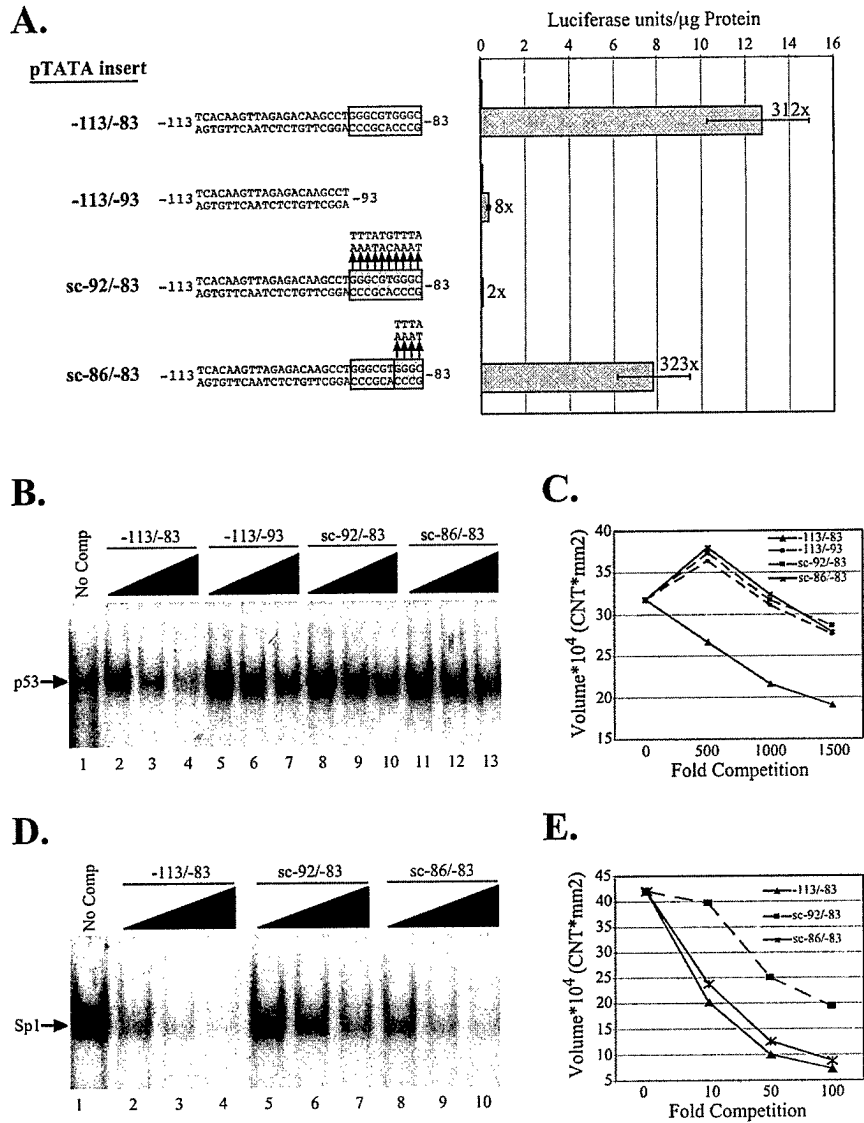 A.
Luciferase units/µg Protein
0 2 4 6 8 10 12 14 16
pTATA insert
-113/-83
-113
TCACAAGTTAGAGACAAGCCTGGGCGTGGGC
AGTGTTCAATCTCTGTTCGGACCCGCACCCG
-83
312x
-113/-93
-113
TCACAAGTTAGAGACAAGCCT
AGTGTTCAATCTCTGTTCGGA
-93
8x
TTTATGTTTA
AAATACAAAT
sc-92/-83
-113
TCACAAGTTAGAGACAAGCCTGGGCGTGGGC
AGTGTTCAATCTCTGTTCGGACCCGCACCCG
-83
2x
TTTA
AAAT
sc-86/-83
-113
TCACAAGTTAGAGACAAGCCTGGGCGTGGGC
AGTGTTCAATCTCTGTTCGGACCCGCACCCG
-83
323x
B.
No Comp
-113/-83 -113/-93 sc-92/-83 sc-86/-83
p53
1 2 3 4 5 6 7 8 9 10 11 12 13
C.
Volume*10⁴ (CNT*mm2)
40
35
30
25
20
15
-113/-83
-113/-93
sc-92/-83
sc-86/-83
0 500 1000 1500
Fold Competition
D.
No Comp
-113/-83 sc-92/-83 sc-86/-83
Sp1
1 2 3 4 5 6 7 8 9 10
E.
Volume*10⁴ (CNT*mm2)
45
40
35
30
25
20
15
10
5
-113/-83
sc-92/-83
sc-86/-83
0 10 50 100
Fold Competition